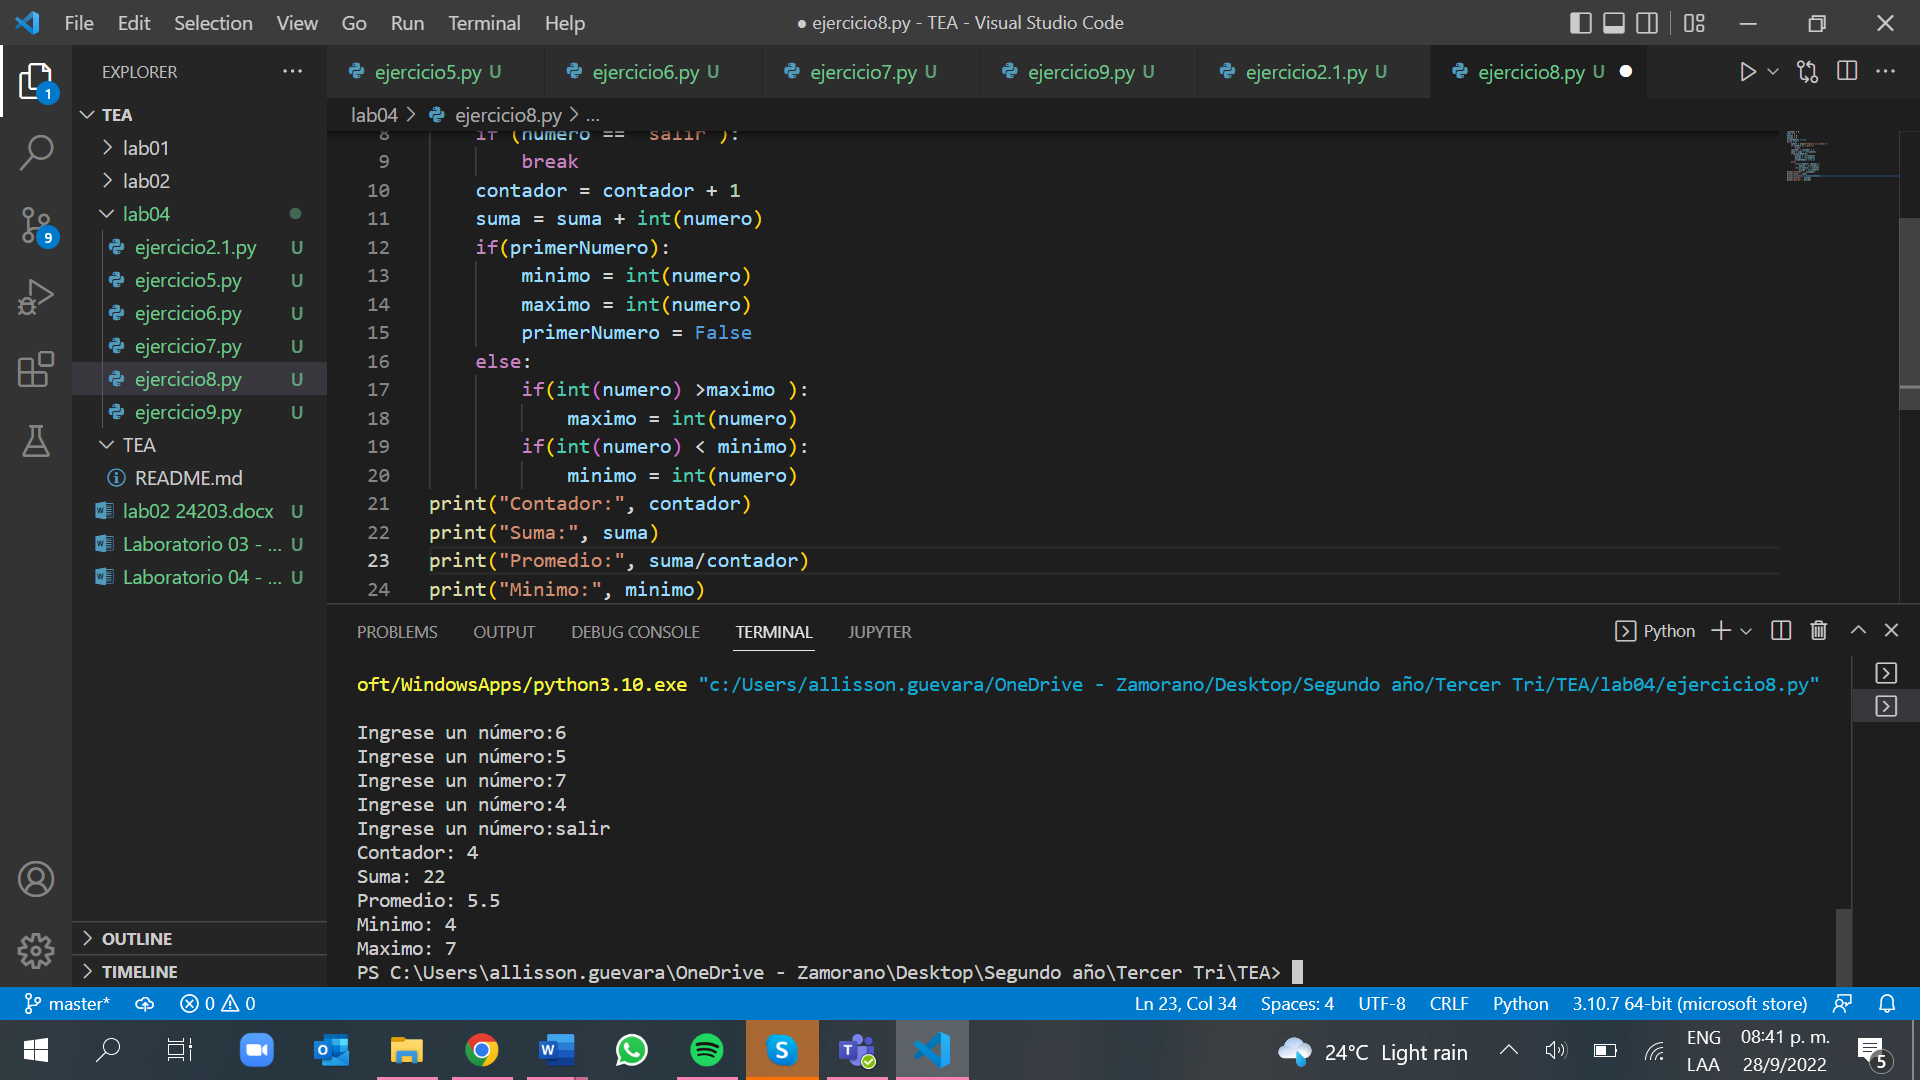 File Edit Selection View Go Run Terminal Help
● ejercicio8.py - TEA - Visual Studio Code
EXPLORER
TEA
lab01
lab02
lab04
ejercicio2.1.py U
ejercicio5.py U
ejercicio6.py U
ejercicio7.py U
ejercicio8.py U
ejercicio9.py U
TEA
README.md
lab02 24203.docx U
Laboratorio 03 - ... U
Laboratorio 04 - ... U
OUTLINE
TIMELINE
1
9
ejercicio5.py U ejercicio6.py U ejercicio7.py U ejercicio9.py U ejercicio2.1.py U ejercicio8.py U
lab04 > ejercicio8.py > ...
8 if (numero == "salir"):
9 break
10 contador = contador + 1
11 suma = suma + int(numero)
12 if(primerNumero):
13 minimo = int(numero)
14 maximo = int(numero)
15 primerNumero = False
16 else:
17 if(int(numero) >maximo ):
18 maximo = int(numero)
19 if(int(numero) < minimo):
20 minimo = int(numero)
21 print("Contador:", contador)
22 print("Suma:", suma)
23 print("Promedio:", suma/contador)
24 print("Minimo:", minimo)
PROBLEMS OUTPUT DEBUG CONSOLE TERMINAL JUPYTER
Python
oft/WindowsApps/python3.10.exe "c:/Users/allisson.guevara/OneDrive - Zamorano/Desktop/Segundo año/Tercer Tri/TEA/lab04/ejercicio8.py"
Ingrese un número:6
Ingrese un número:5
Ingrese un número:7
Ingrese un número:4
Ingrese un número:salir
Contador: 4
Suma: 22
Promedio: 5.5
Minimo: 4
Maximo: 7
PS C:\Users\allisson.guevara\OneDrive - Zamorano\Desktop\Segundo año\Tercer Tri\TEA>
master* 0 0 Ln 23, Col 34 Spaces: 4 UTF-8 CRLF Python 3.10.7 64-bit (microsoft store)
24°C Light rain
ENG
LAA
08:41 p. m.
28/9/2022
5